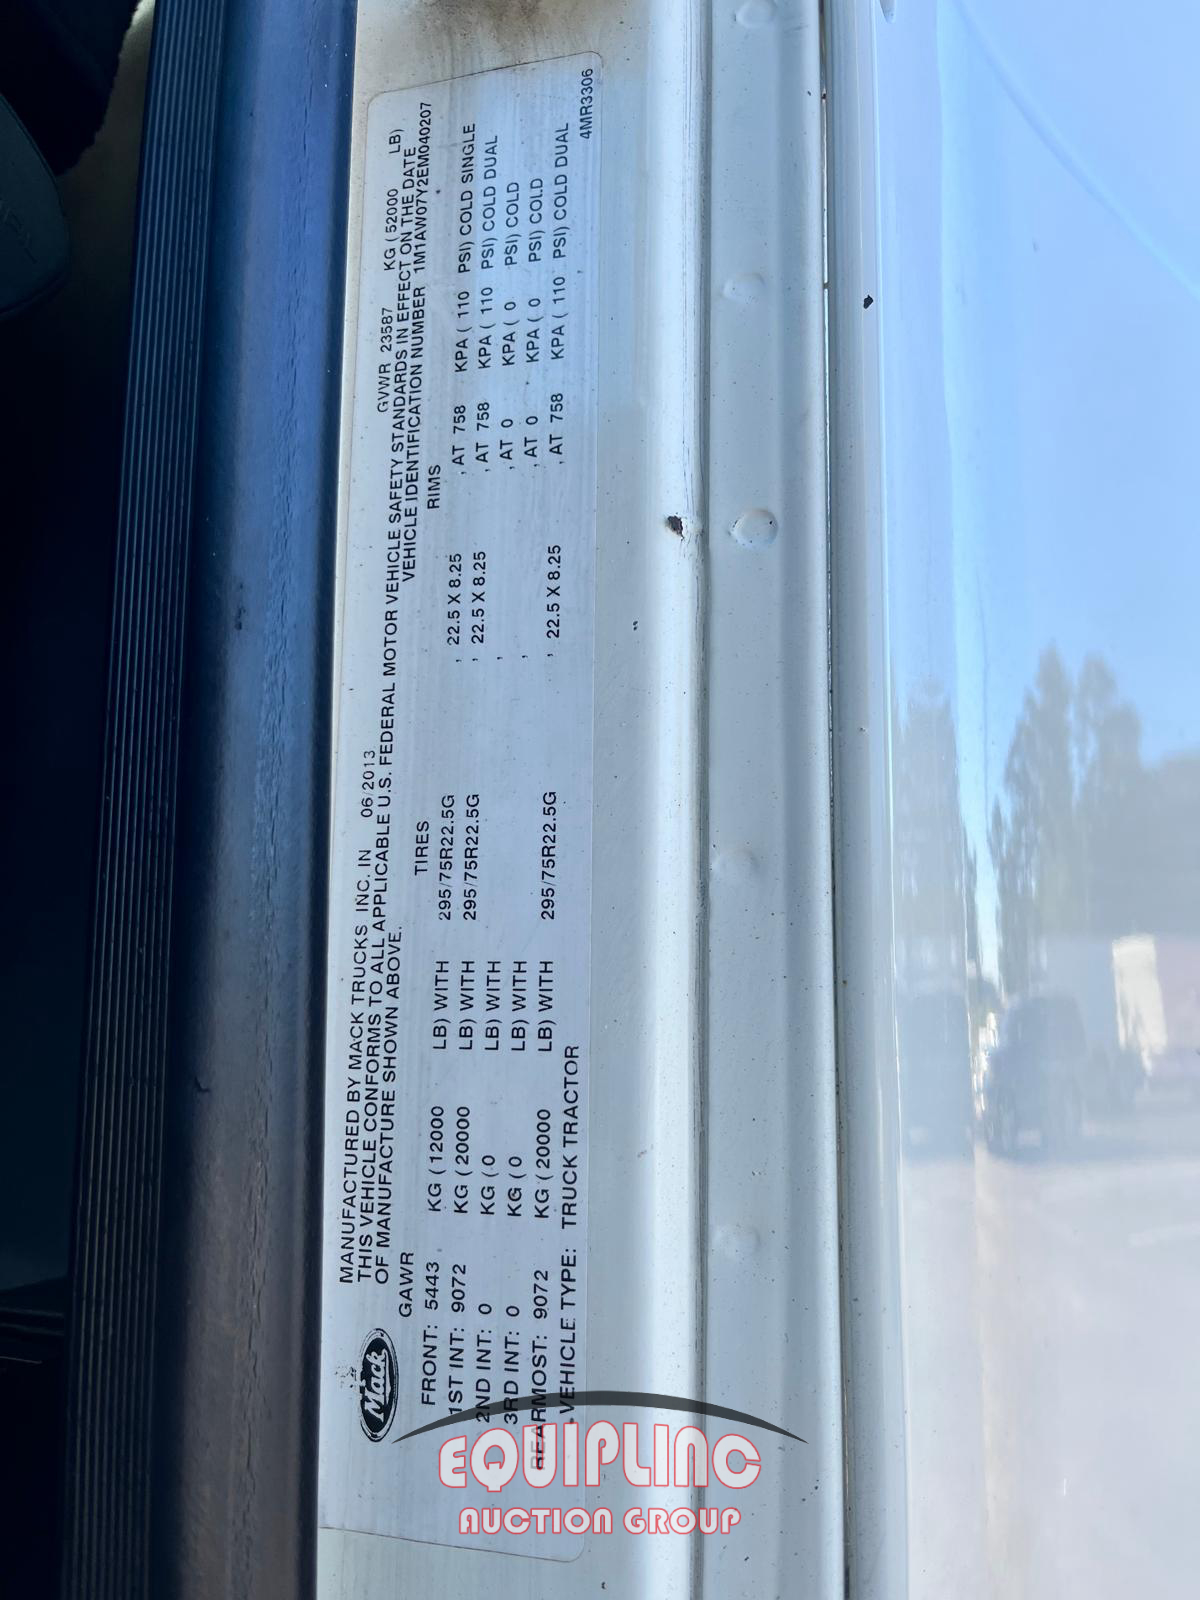 Mack
MANUFACTURED BY MACK TRUCKS INC. IN 06/2013 GVWR 23587 KG ( 52000 LB)
THIS VEHICLE CONFORMS TO ALL APPLICABLE U.S. FEDERAL MOTOR VEHICLE SAFETY STANDARDS IN EFFECT ON THE DATE
OF MANUFACTURE SHOWN ABOVE. VEHICLE IDENTIFICATION NUMBER 1M1AW07Y2EM040207
GAWR TIRES RIMS
FRONT: 5443 KG ( 12000 LB) WITH 295/75R22.5G , 22.5 X 8.25 , AT 758 KPA ( 110 PSI) COLD SINGLE
1ST INT: 9072 KG ( 20000 LB) WITH 295/75R22.5G , 22.5 X 8.25 , AT 758 KPA ( 110 PSI) COLD DUAL
2ND INT: 0 KG ( 0 LB) WITH , , AT 0 KPA ( 0 PSI) COLD
3RD INT: 0 KG ( 0 LB) WITH , , AT 0 KPA ( 0 PSI) COLD
REARMOST: 9072 KG ( 20000 LB) WITH 295/75R22.5G , 22.5 X 8.25 , AT 758 KPA ( 110 PSI) COLD DUAL
VEHICLE TYPE: TRUCK TRACTOR 4MR3306
EQUIPLINC
AUCTION GROUP